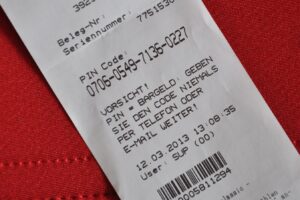 Beleg-Nr.
Seriennummer: 7751530
PIN Code:
0706-0549-7136-0227
VORSICHT!
PIN = BARGELD! GEBEN
SIE DEN CODE NIEMALS
PER TELEFON ODER
E-MAIL WEITER!
12.03.2013 13:08:35
User: SUP (00)
0005811294